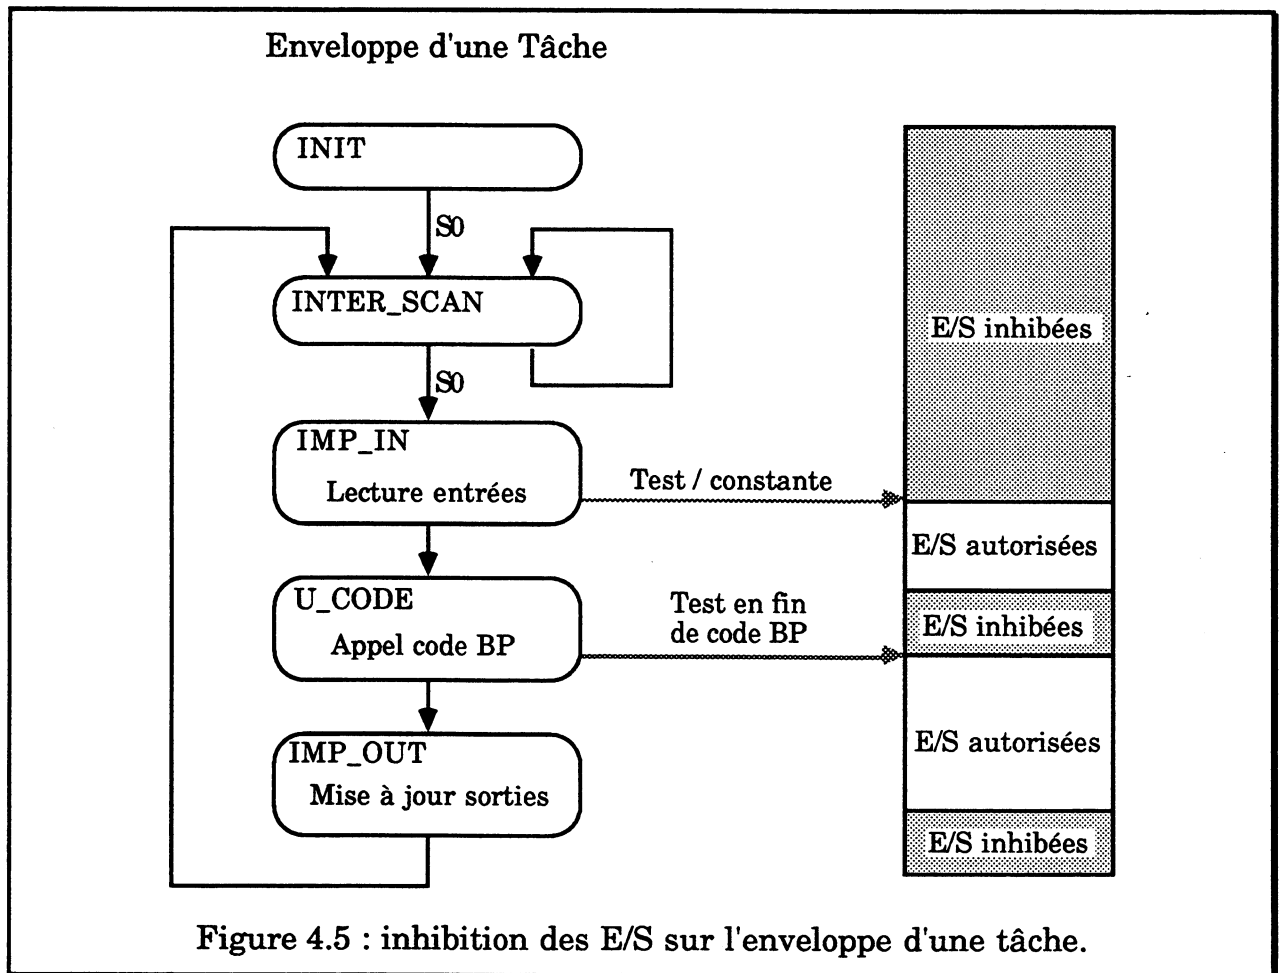 Enveloppe d'une Tâche
INIT
S0
INTER_SCAN
E/S inhibées
S0
IMP_IN
Lecture entrées
Test / constante
E/S autorisées
U_CODE
Appel code BP
Test en fin
de code BP
E/S inhibées
IMP_OUT
Mise à jour sorties
E/S autorisées
E/S inhibées
Figure 4.5 : inhibition des E/S sur l'enveloppe d'une tâche.